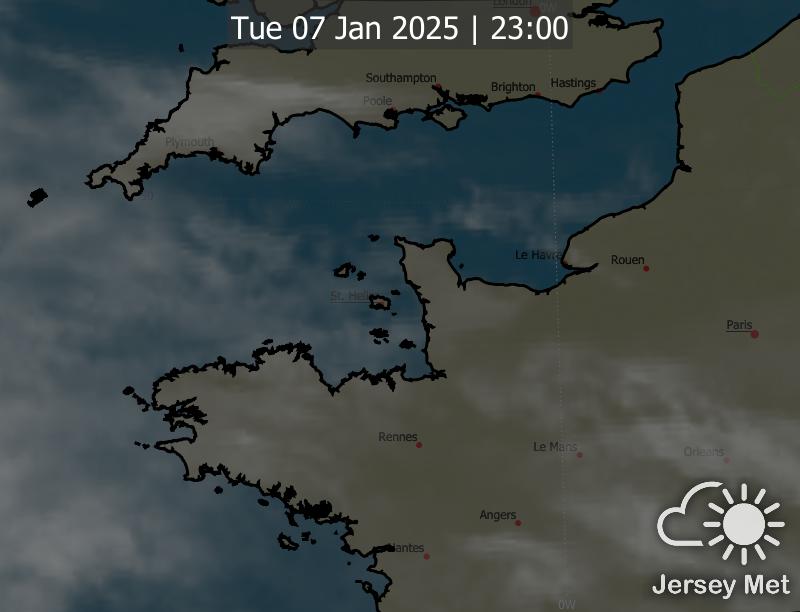 London
Tue 07 Jan 2025 | 23:00
Southampton
Brighton
Hastings
Poole
Plymouth
Le Havre
Rouen
St. Helier
Paris
Rennes
Le Mans
Orleans
Angers
Nantes
0W
Jersey Met